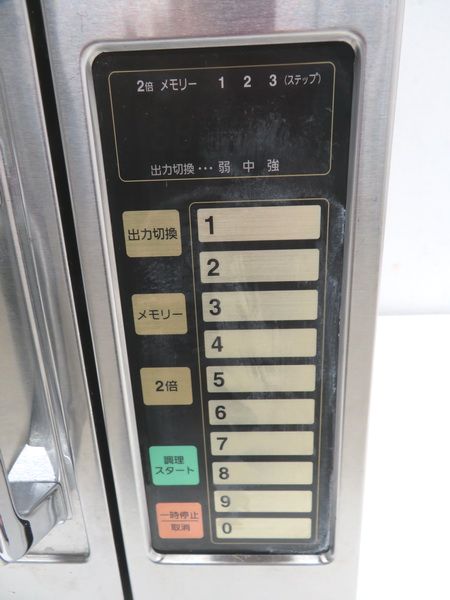 2倍 メモリー 1 2 3 (ステップ)
出力切換・・・弱 中 強
出力切換
メモリー
2倍
調理
スタート
一時停止
取消
1
2
3
4
5
6
7
8
9
0